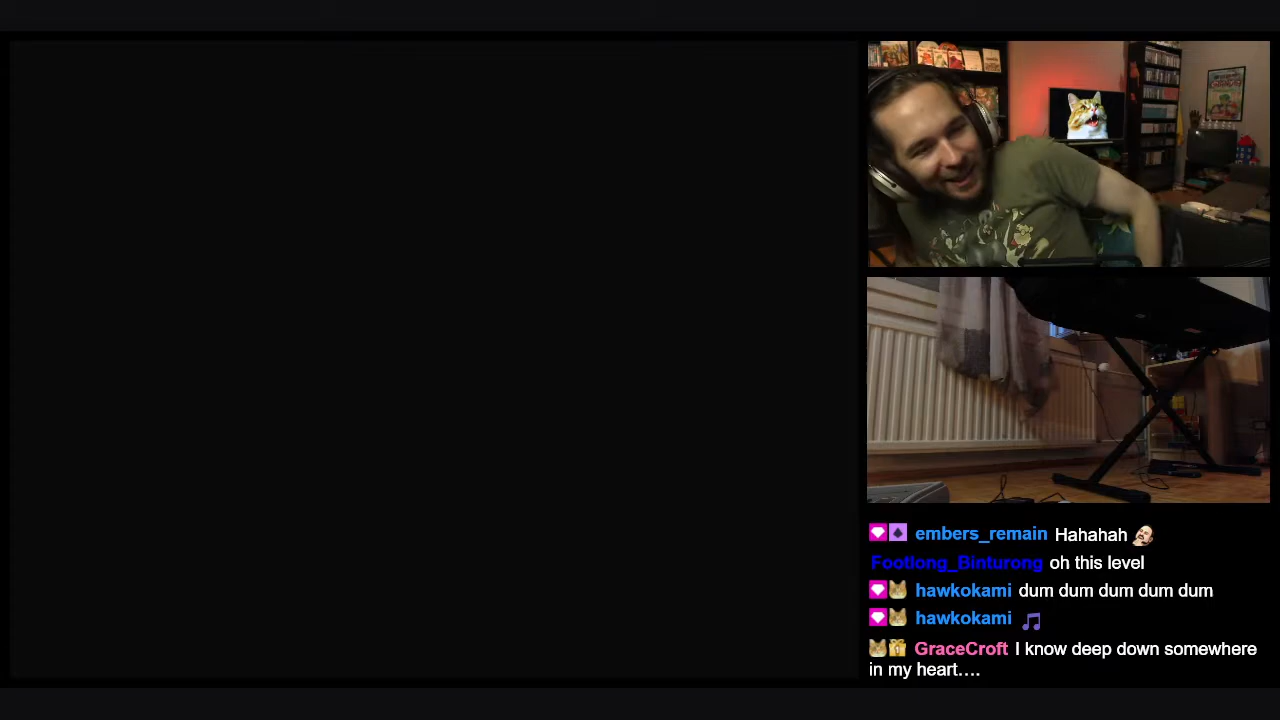 embers_remain Hahahah
Footlong_Binturong oh this level
hawkokami dum dum dum dum dum
hawkokami
GraceCroft I know deep down somewhere
in my heart….